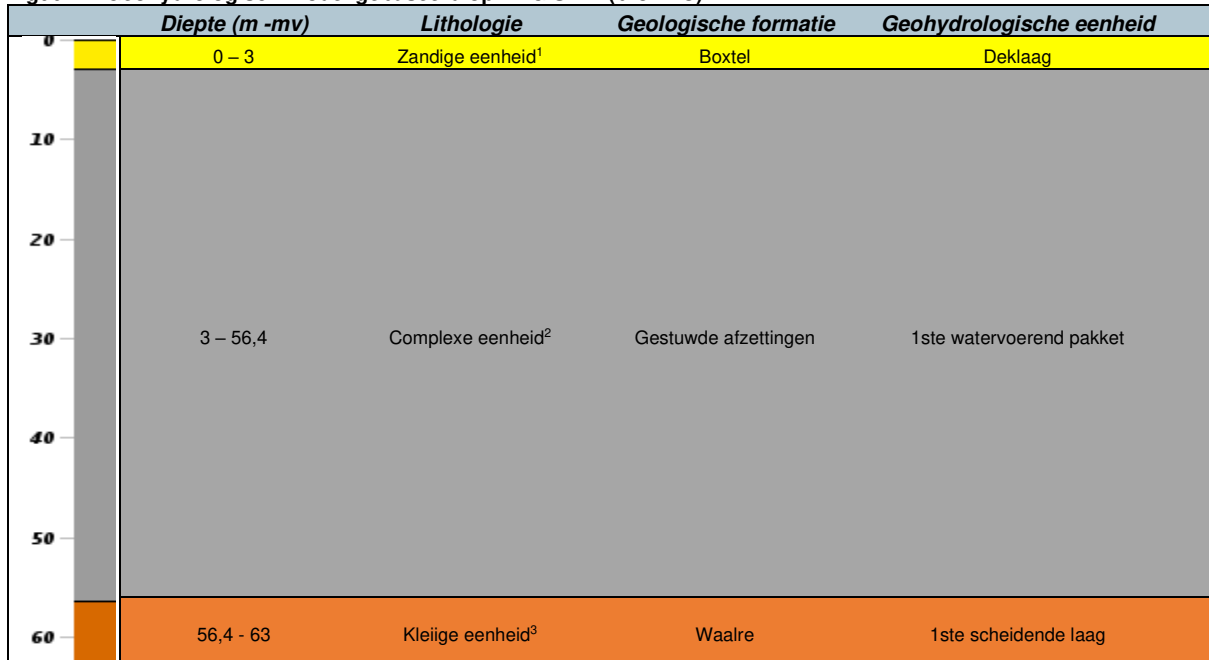 Diepte (m -mv) Lithologie Geologische formatie Geohydrologische eenheid
0
0 – 3 Zandige eenheid¹ Boxtel Deklaag
10
20
30 3 – 56,4 Complexe eenheid² Gestuwde afzettingen 1ste watervoerend pakket
40
50
60 56,4 - 63 Kleiige eenheid³ Waalre 1ste scheidende laag